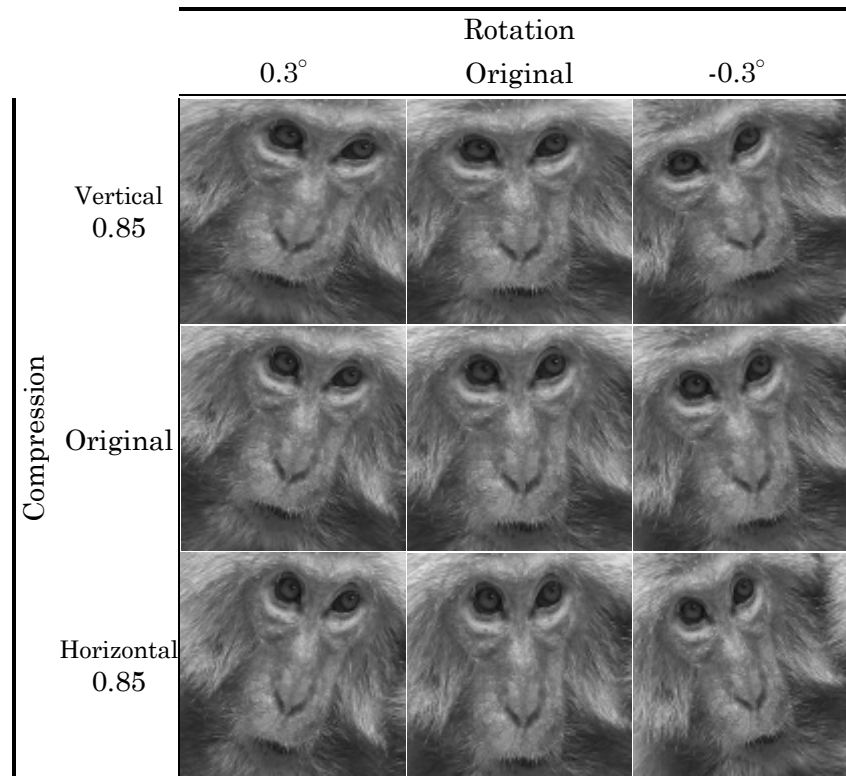 Rotation
0.3° Original -0.3°
Vertical
0.85
Compression
Original
Horizontal
0.85